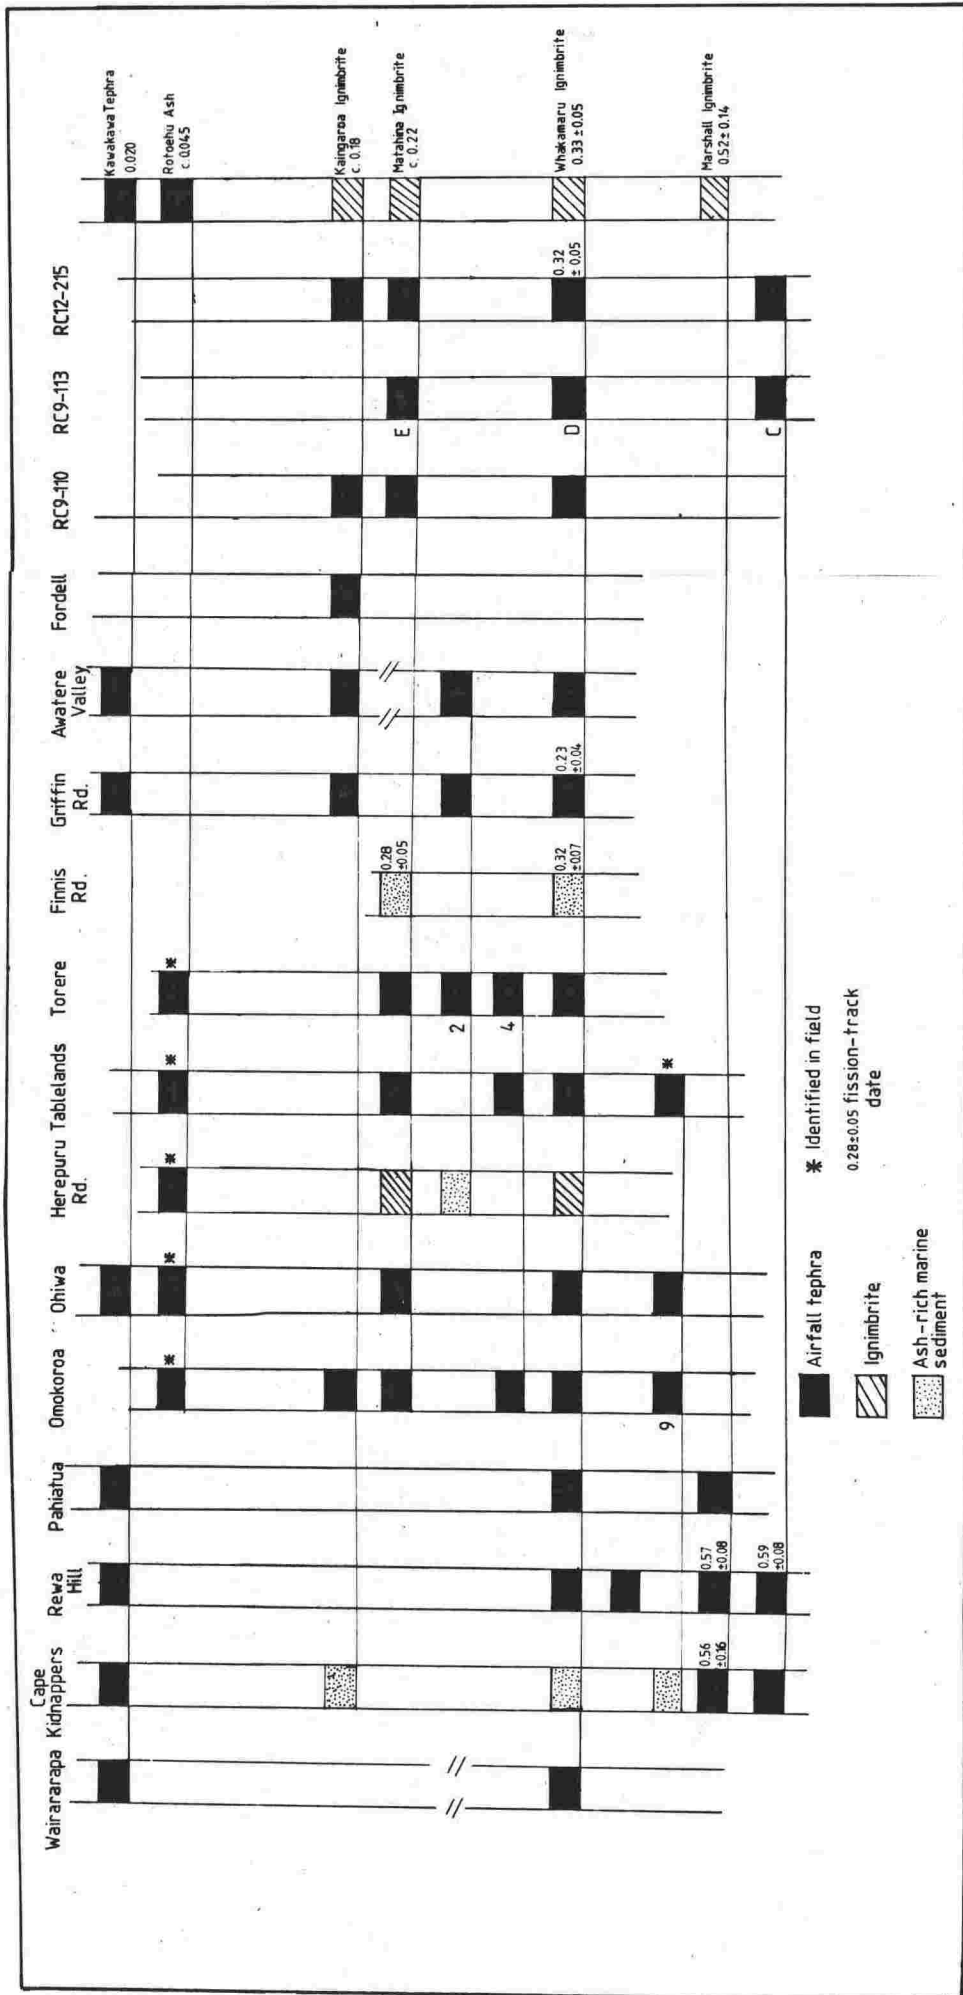 Wairararapa
Cape
Kidnappers
Rewa
Hill
Pahiatua
Omokoroa
Ohiwa
Herepuru
Rd.
Tablelands
Torere
Finnis
Rd.
Griffin
Rd.
Awatere
Valley
Fordell
RC9-110
RC9-113
RC12-215
Kawakawa Tephra
0.020
Rotoehu Ash
c. 0.045
Kaingaroa Ignimbrite
c. 0.18
Matahina Ignimbrite
c. 0.22
Whakamaru Ignimbrite
0.33 ± 0.05
Marshall Ignimbrite
0.52 ± 0.14
*
*
*
*
*
0.28
±0.05
E
2
4
0.32
±0.07
0.23
±0.04
D
0.32
± 0.05
9
*
0.56
±0.16
0.57
±0.08
0.59
±0.08
C
Airfall tephra
Ignimbrite
Ash-rich marine
sediment
* Identified in field
0.28±0.05 fission-track
date